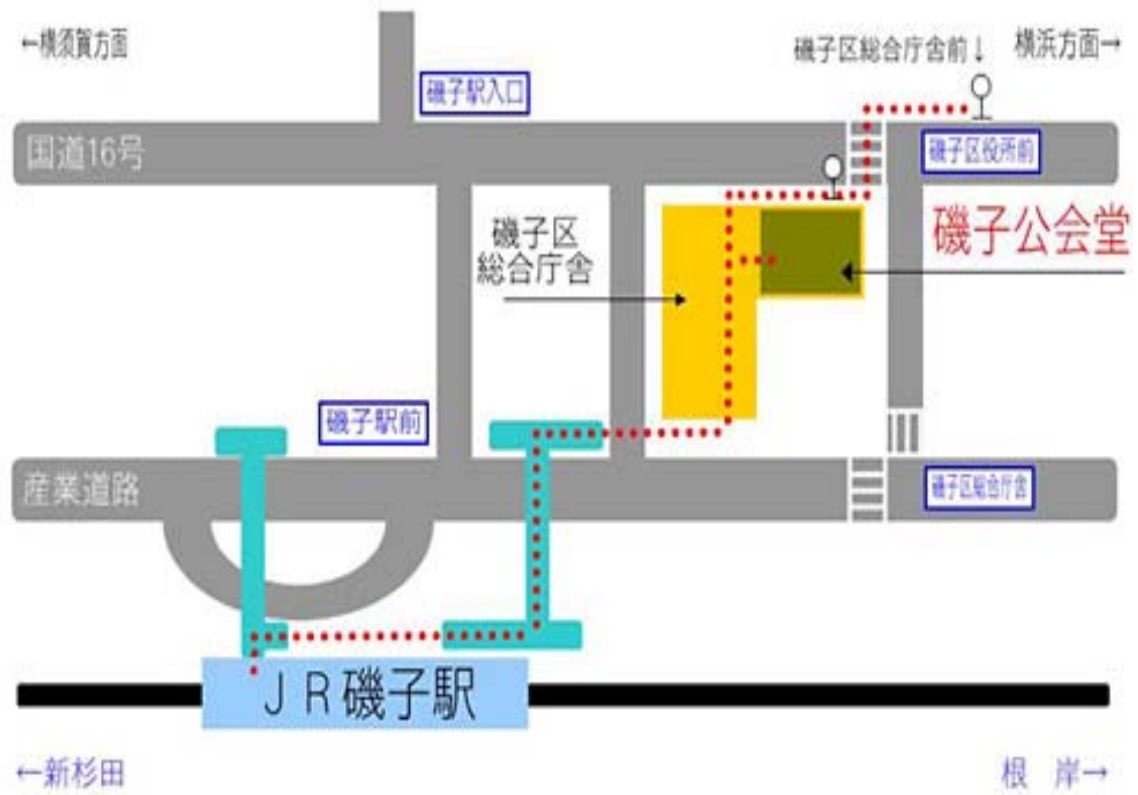 ←横須賀方面
磯子区総合庁舎前↓
横浜方面→
磯子駅入口
国道16号
磯子区役所前
磯子公会堂
磯子区
総合庁舎
磯子駅前
産業道路
磯子区総合庁舎
JR磯子駅
←新杉田
根 岸→